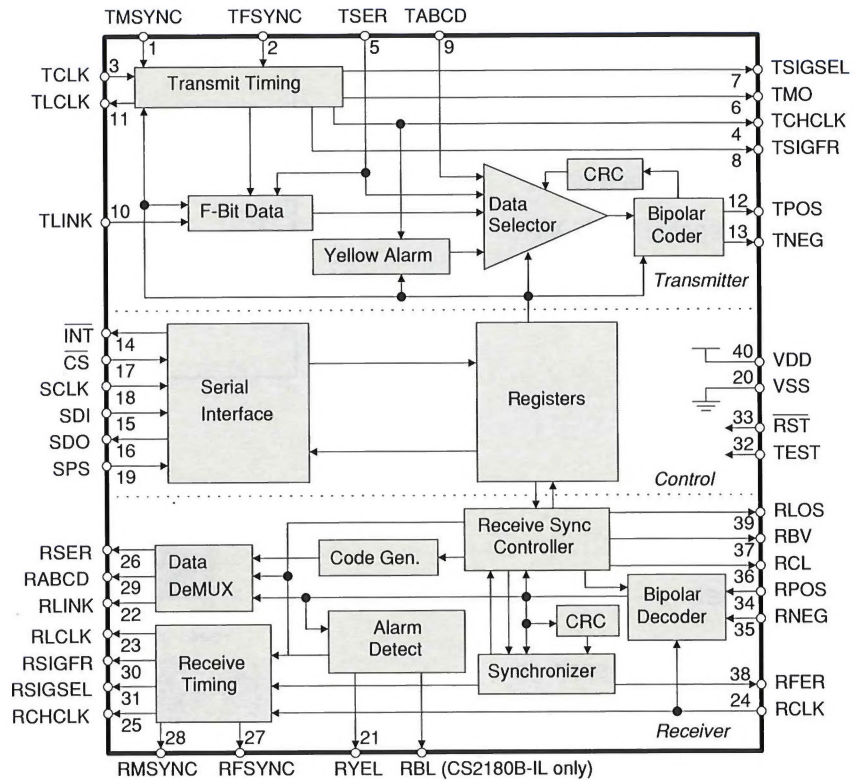 TMSYNC TFSYNC TSER TABCD
1 2 5 9
TCLK 3 Transmit Timing 7 TSIGSEL
TLCLK 11 6 TMO
4 TCHCLK
8 TSIGFR
CRC
TLINK 10 F-Bit Data Data Selector Bipolar Coder 12 TPOS
13 TNEG
Yellow Alarm
Transmitter
INT 14
CS 17
SCLK 18
SDI 15
SDO 16
SPS 19
Serial Interface
Registers
40 VDD
20 VSS
33 RST
32 TEST
Control
Receive Sync Controller
RLOS 39
RBV 37
RCL 36
RPOS 34
RNEG 35
RSER 26
RABCD 29
RLINK 22
Data DeMUX
Code Gen.
Bipolar Decoder
RLCLK 23
RSIGFR 30
RSIGSEL 31
RCHCLK 25
Receive Timing
Alarm Detect
CRC
Synchronizer
38 RFER
24 RCLK
Receiver
28 27 21
RMSYNC RFSYNC RYEL RBL (CS2180B-IL only)